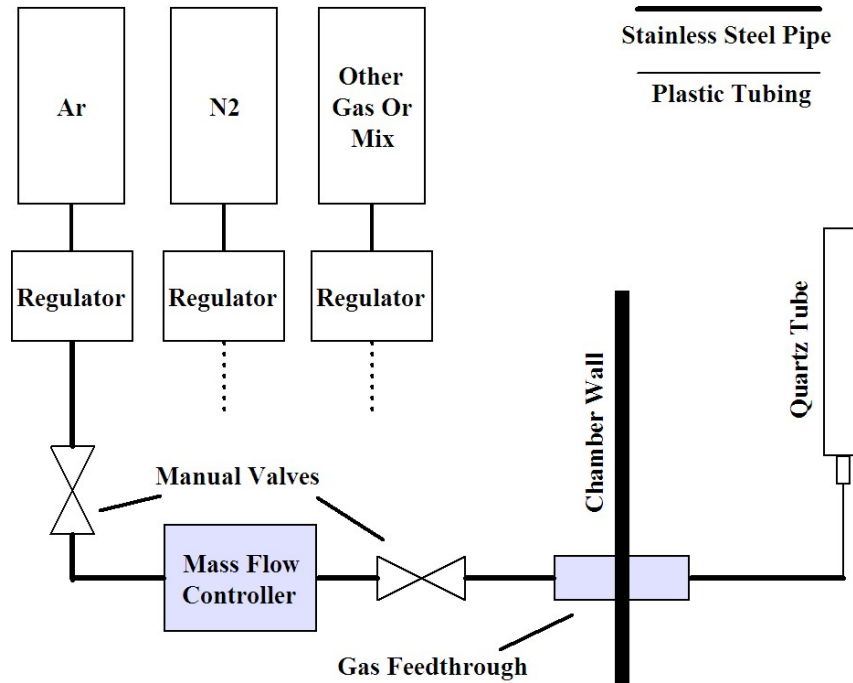 Ar
N2
Other
Gas Or
Mix
Stainless Steel Pipe
Plastic Tubing
Regulator
Regulator
Regulator
Quartz Tube
Chamber Wall
Manual Valves
Mass Flow
Controller
Gas Feedthrough